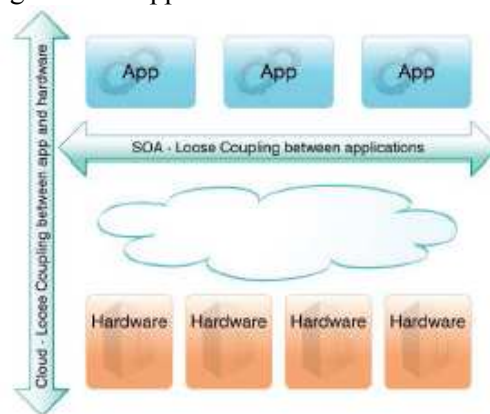 App
App
App
SOA - Loose Coupling between applications
Cloud - Loose Coupling between app and hardware
Hardware
Hardware
Hardware
Hardware